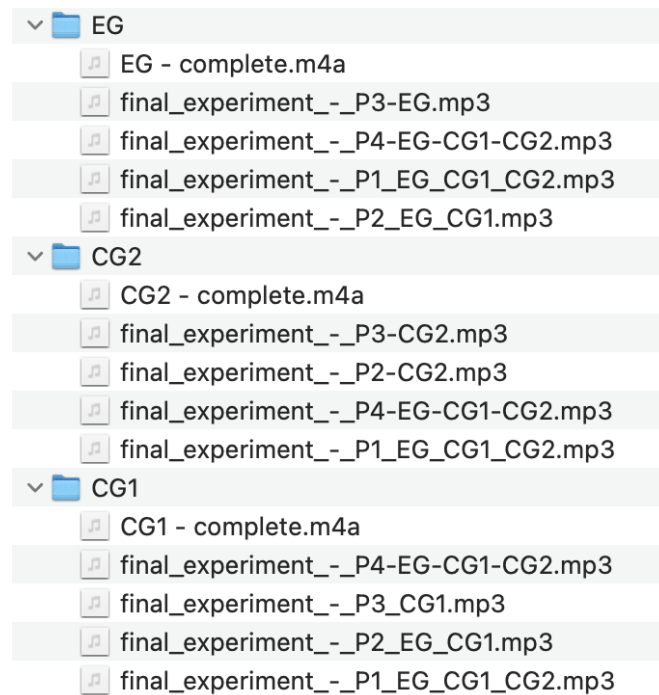 EG
EG - complete.m4a
final_experiment_-_P3-EG.mp3
final_experiment_-_P4-EG-CG1-CG2.mp3
final_experiment_-_P1_EG_CG1_CG2.mp3
final_experiment_-_P2_EG_CG1.mp3
CG2
CG2 - complete.m4a
final_experiment_-_P3-CG2.mp3
final_experiment_-_P2-CG2.mp3
final_experiment_-_P4-EG-CG1-CG2.mp3
final_experiment_-_P1_EG_CG1_CG2.mp3
CG1
CG1 - complete.m4a
final_experiment_-_P4-EG-CG1-CG2.mp3
final_experiment_-_P3_CG1.mp3
final_experiment_-_P2_EG_CG1.mp3
final_experiment_-_P1_EG_CG1_CG2.mp3